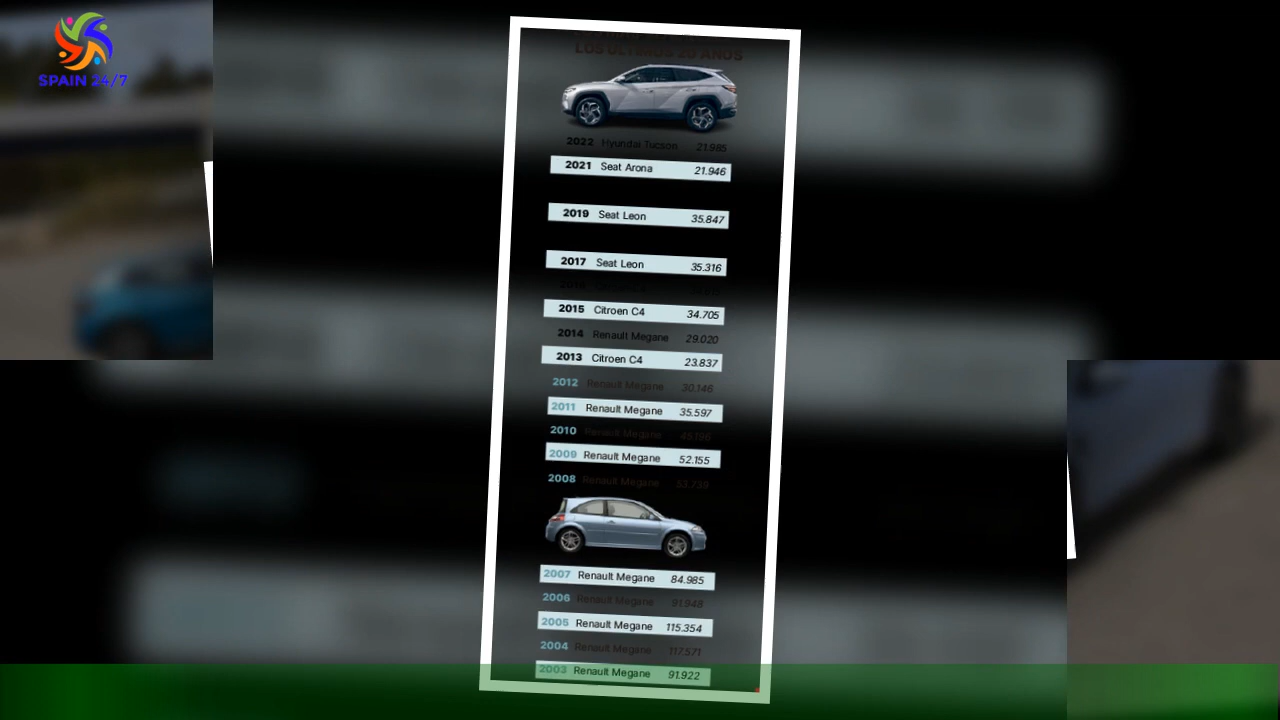 SPAIN 24/7
LOS ÚLTIMOS 20 AÑOS
2022 Hyundai Tucson 21.985
2021 Seat Arona 21.946
2019 Seat Leon 35.847
2017 Seat Leon 35.316
2015 Citroen C4 34.705
2014 Renault Megane 29.020
2013 Citroen C4 23.837
2012 Renault Megane 30.146
2011 Renault Megane 35.597
2010 Renault Megane
2009 Renault Megane 52.155
2008 Renault Megane 53.739
2007 Renault Megane 84.985
2006 Renault Megane 91.948
2005 Renault Megane 115.354
2004 Renault Megane 117.571
2003 Renault Megane 91.922